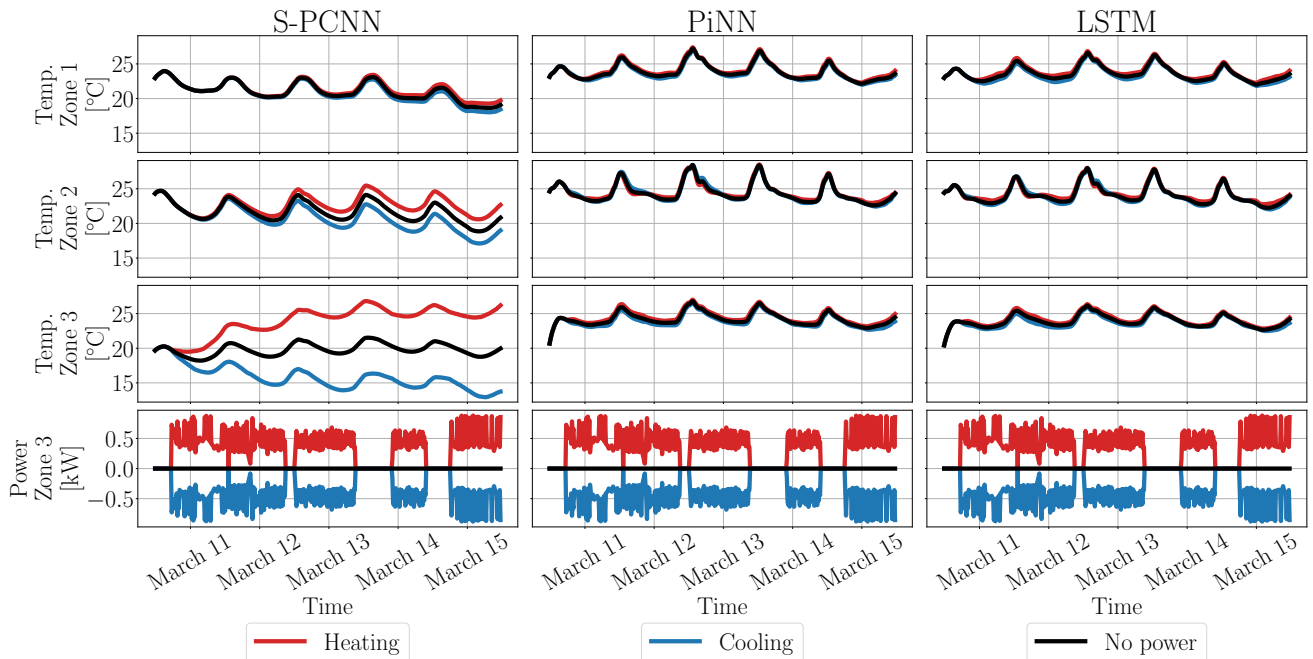 S-PCNN
PiNN
LSTM
Temp.
Zone 1
[°C]
25
20
15
Temp.
Zone 2
[°C]
25
20
15
Temp.
Zone 3
[°C]
25
20
15
Power
Zone 3
[kW]
0.5
0.0
−0.5
March 11
March 12
March 13
March 14
March 15
March 11
March 12
March 13
March 14
March 15
March 11
March 12
March 13
March 14
March 15
Time
Time
Time
Heating
Cooling
No power